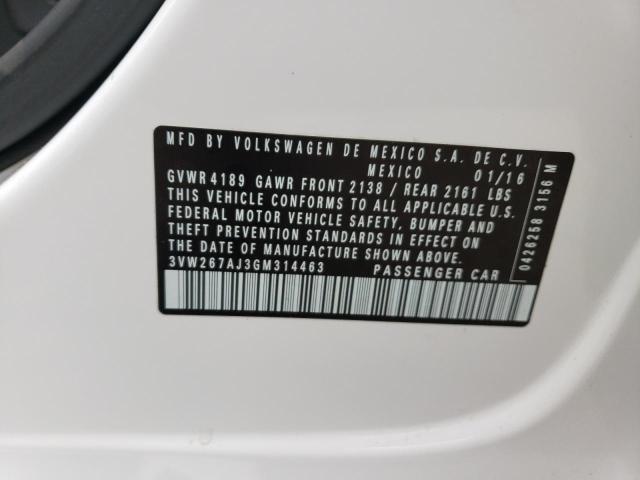 MFD BY VOLKSWAGEN DE MEXICO S.A. DE C.V.
MEXICO 01/16
GVWR 4189 GAWR FRONT 2138 / REAR 2161 LBS
THIS VEHICLE CONFORMS TO ALL APPLICABLE U.S.
FEDERAL MOTOR VEHICLE SAFETY, BUMPER AND
THEFT PREVENTION STANDARDS IN EFFECT ON
THE DATE OF MANUFACTURE SHOWN ABOVE.
3VW267AJ3GM314463 PASSENGER CAR
0426258 3156 M